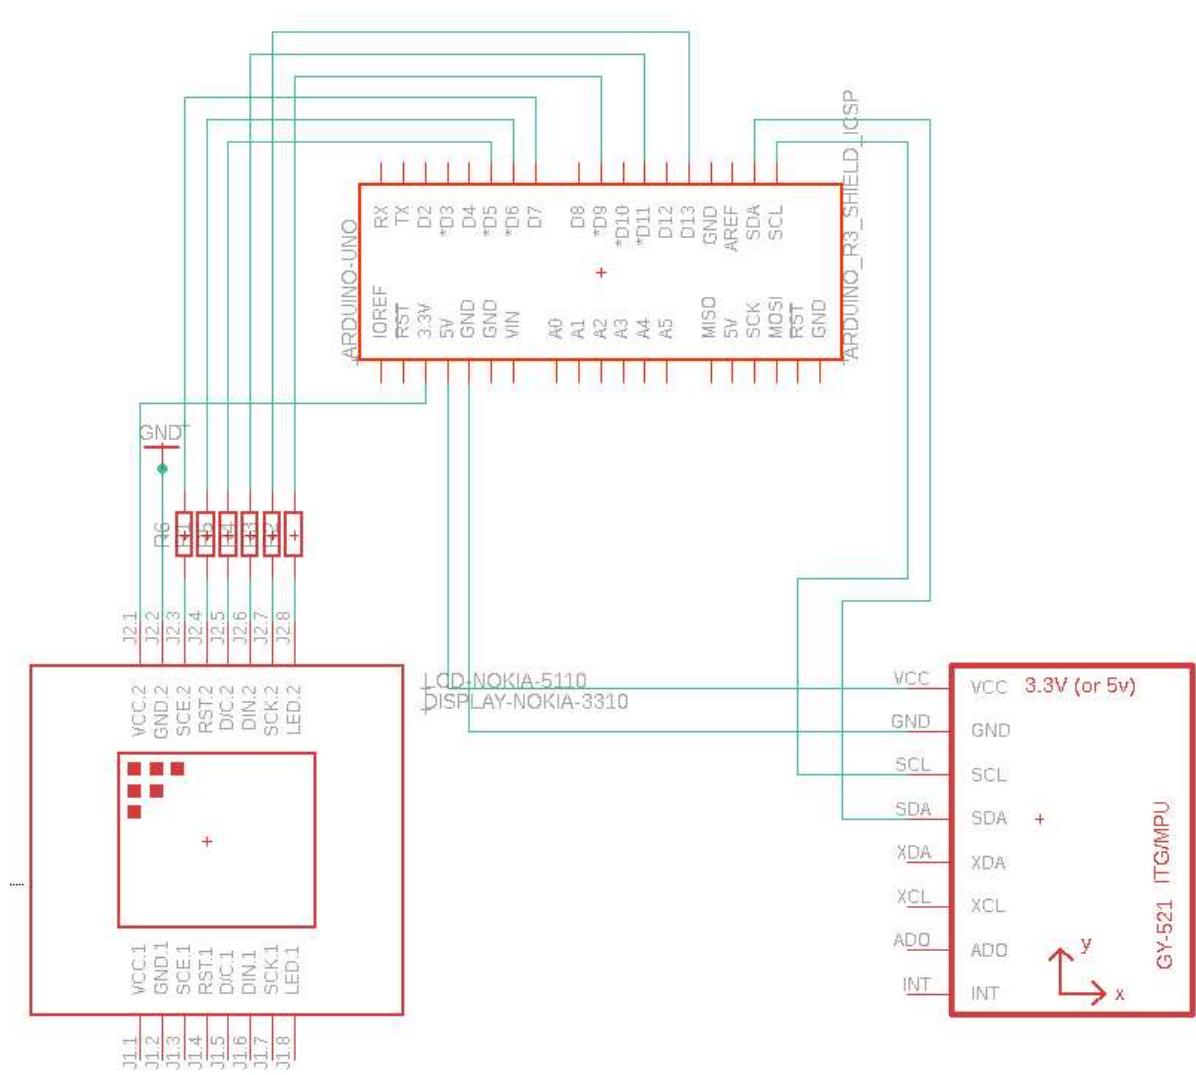 ARDUINO-UNO
ARDUINO_R3_SHIELD_ICSP
RX
TX
D2
*D3
D4
*D5
*D6
D7
D8
*D9
*D10
*D11
D12
D13
GND
AREF
SDA
SCL
IOREF
RST
3.3V
5V
GND
GND
VIN
A0
A1
A2
A3
A4
A5
MISO
5V
SCK
MOSI
RST
GND
GND
R6
J2.1
J2.2
J2.3
J2.4
J2.5
J2.6
J2.7
J2.8
LCD-NOKIA-5110
DISPLAY-NOKIA-3310
VCC.2
GND.2
SCE.2
RST.2
D/C.2
DIN.2
SCK.2
LED.2
VCC.1
GND.1
SCE.1
RST.1
D/C.1
DIN.1
SCK.1
LED.1
J1.1
J1.2
J1.3
J1.4
J1.5
J1.6
J1.7
J1.8
VCC
GND
SCL
SDA
XDA
XCL
ADO
INT
VCC 3.3V (or 5v)
GND
SCL
SDA
XDA
XCL
ADO
INT
GY-521 ITG/MPU
y
x